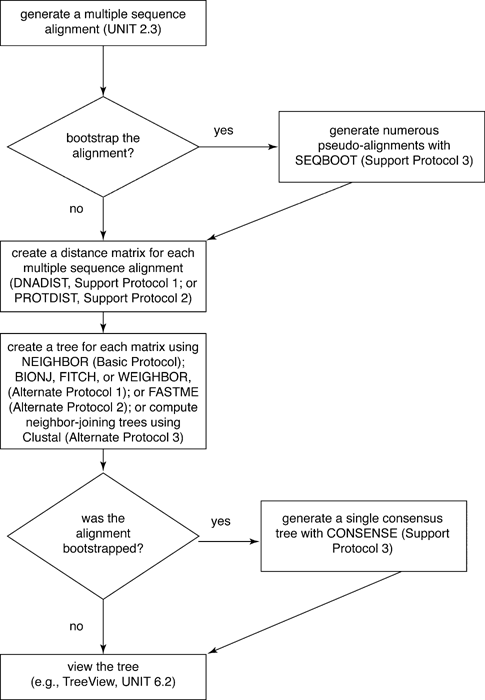 generate a multiple sequence
alignment (UNIT 2.3)
bootstrap the
alignment?
yes
generate numerous
pseudo-alignments with
SEQBOOT (Support Protocol 3)
no
create a distance matrix for each
multiple sequence alignment
(DNADIST, Support Protocol 1; or
PROTDIST, Support Protocol 2)
create a tree for each matrix using
NEIGHBOR (Basic Protocol);
BIONJ, FITCH, or WEIGHBOR,
(Alternate Protocol 1); or FASTME
(Alternate Protocol 2); or compute
neighbor-joining trees using
Clustal (Alternate Protocol 3)
was the
alignment
bootstrapped?
yes
generate a single consensus
tree with CONSENSE (Support
Protocol 3)
no
view the tree
(e.g., TreeView, UNIT 6.2)